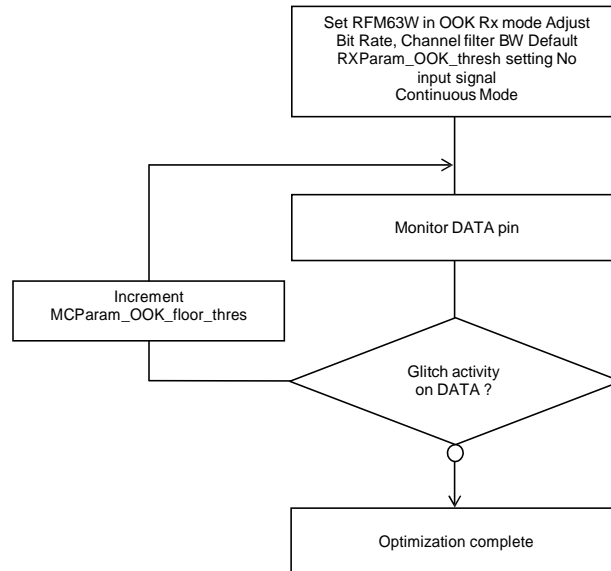 Set RFM63W in OOK Rx mode Adjust
Bit Rate, Channel filter BW Default
RXParam_OOK_thresh setting No
input signal
Continuous Mode
Monitor DATA pin
Increment
MCParam_OOK_floor_thres
Glitch activity
on DATA ?
Optimization complete